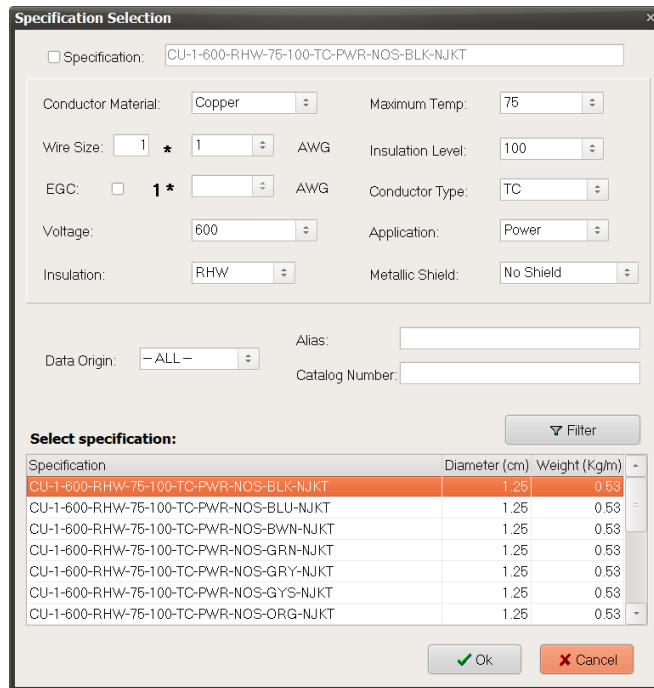 Specification Selection
Specification: CU-1-600-RHW-75-100-TC-PWR-NOS-BLK-NJKT
Conductor Material: Copper Maximum Temp: 75
Wire Size: 1 * 1 AWG Insulation Level: 100
EGC: 1 * AWG Conductor Type: TC
Voltage: 600 Application: Power
Insulation: RHW Metallic Shield: No Shield
Data Origin: – ALL – Alias:
Catalog Number:
Filter
Select specification:
Specification Diameter (cm) Weight (Kg/m)
CU-1-600-RHW-75-100-TC-PWR-NOS-BLK-NJKT 1.25 0.53
CU-1-600-RHW-75-100-TC-PWR-NOS-BLU-NJKT 1.25 0.53
CU-1-600-RHW-75-100-TC-PWR-NOS-BWN-NJKT 1.25 0.53
CU-1-600-RHW-75-100-TC-PWR-NOS-GRN-NJKT 1.25 0.53
CU-1-600-RHW-75-100-TC-PWR-NOS-GRY-NJKT 1.25 0.53
CU-1-600-RHW-75-100-TC-PWR-NOS-GYS-NJKT 1.25 0.53
CU-1-600-RHW-75-100-TC-PWR-NOS-ORG-NJKT 1.25 0.53
Ok Cancel